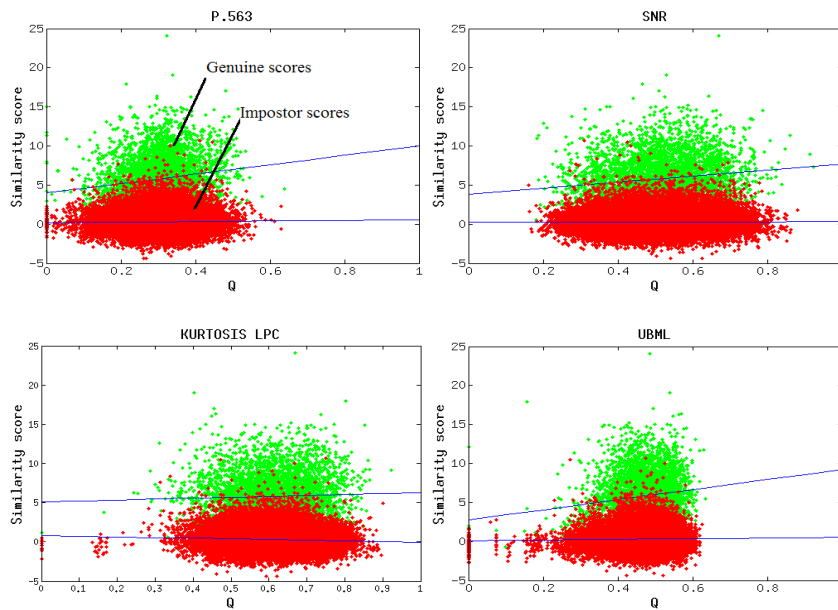 P.563
25
20
15
10
5
0
-5
0 0.2 0.4 0.6 0.8 1
Similarity score
Q
Genuine scores
Impostor scores
SNR
25
20
15
10
5
0
-5
0 0.2 0.4 0.6 0.8
Similarity score
Q
KURTOSIS LPC
25
20
15
10
5
0
-5
0 0.1 0.2 0.3 0.4 0.5 0.6 0.7 0.8 0.9 1
Similarity score
Q
UBML
25
20
15
10
5
0
-5
0 0.2 0.4 0.6 0.8
Similarity score
Q